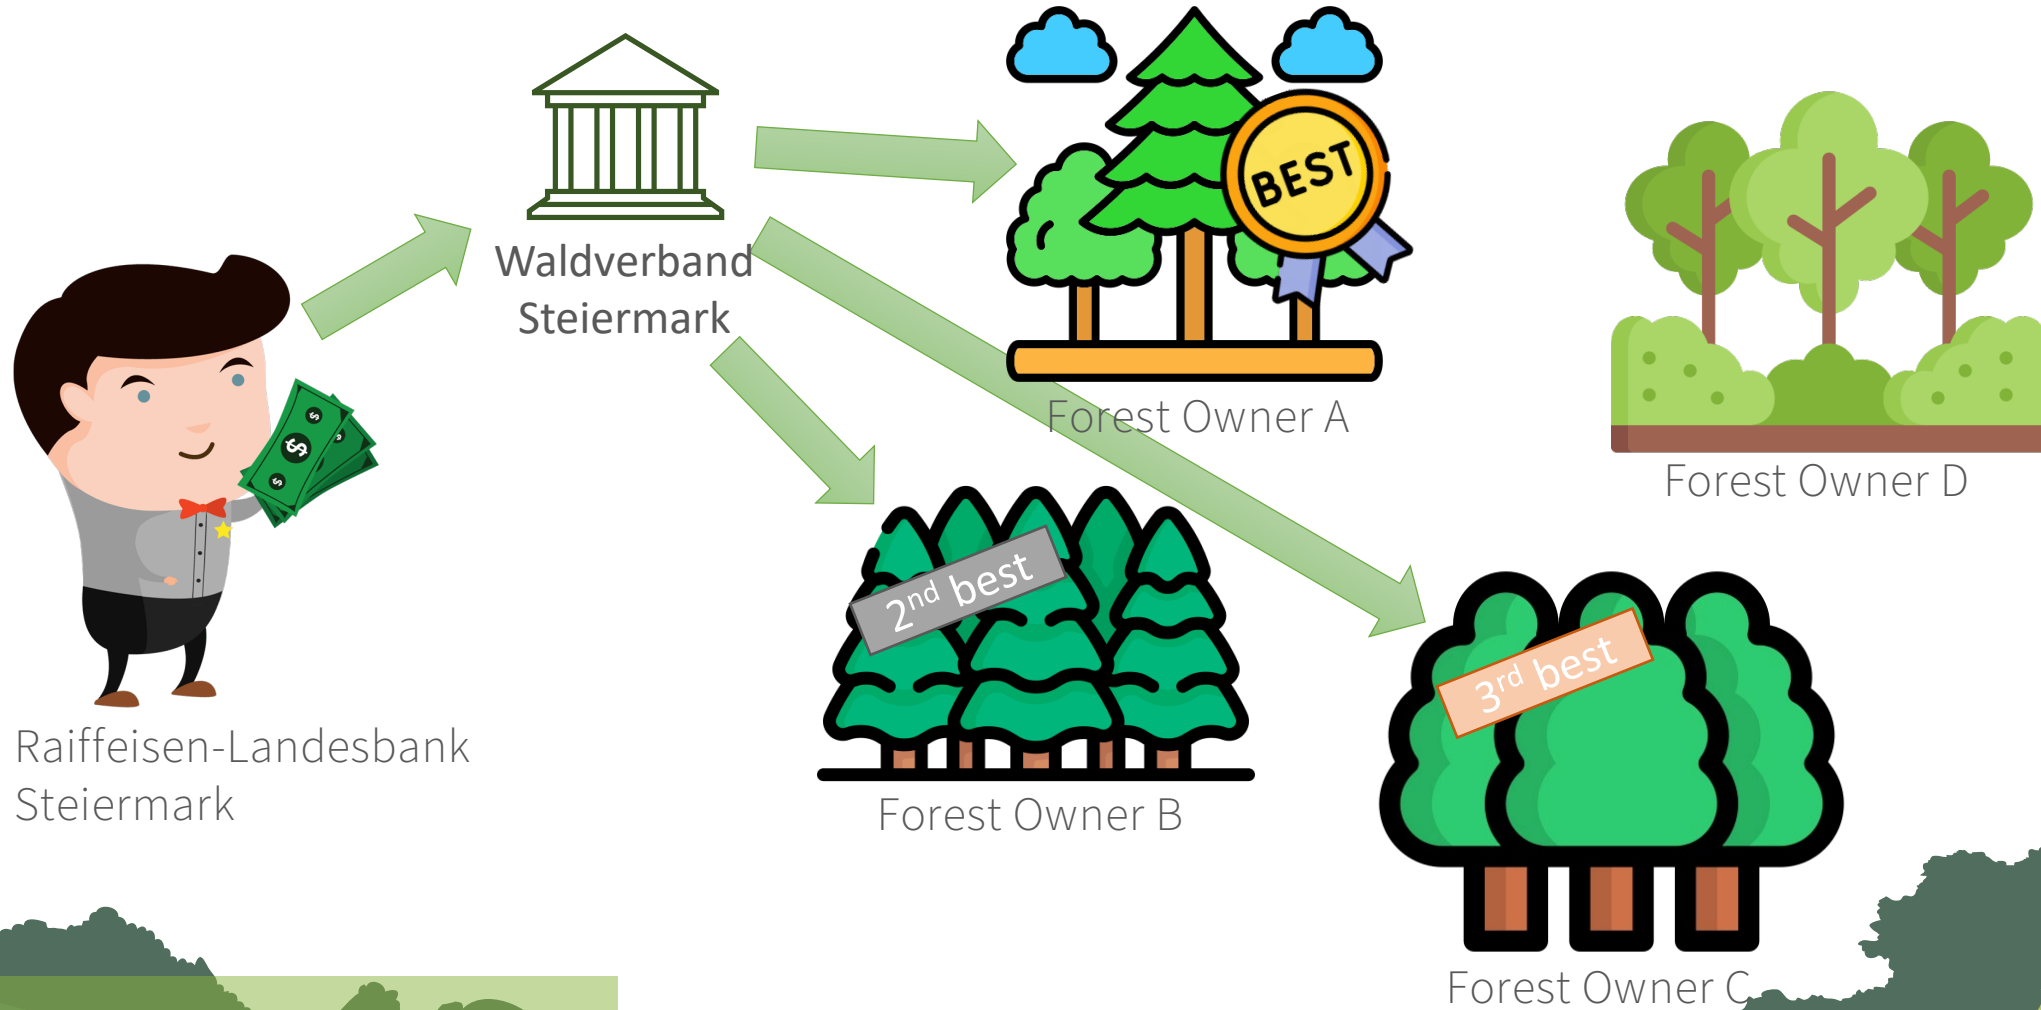 Waldverband
Steiermark
BEST
Forest Owner A
Forest Owner D
2nd best
3rd best
Raiffeisen-Landesbank
Steiermark
Forest Owner B
Forest Owner C